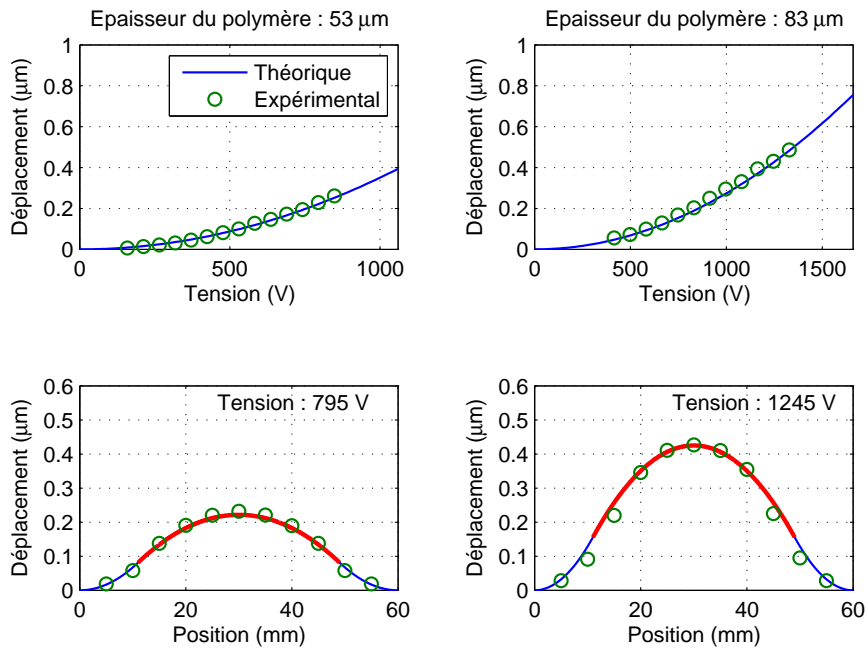 Epaisseur du polymère : 53 µm
1
0.8
0.6
0.4
0.2
0
Déplacement (µm)
Théorique
Expérimental
0 500 1000
Tension (V)
Epaisseur du polymère : 83 µm
1
0.8
0.6
0.4
0.2
0
Déplacement (µm)
0 500 1000 1500
Tension (V)
0.6
0.5
0.4
0.3
0.2
0.1
0
Déplacement (µm)
Tension : 795 V
0 20 40 60
Position (mm)
0.6
0.5
0.4
0.3
0.2
0.1
0
Déplacement (µm)
Tension : 1245 V
0 20 40 60
Position (mm)